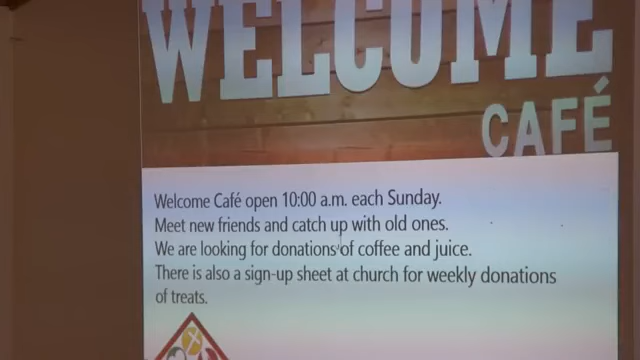 WELCOME
CAFÉ
Welcome Café open 10:00 a.m. each Sunday.
Meet new friends and catch up with old ones.
We are looking for donations of coffee and juice.
There is also a sign-up sheet at church for weekly donations
of treats.